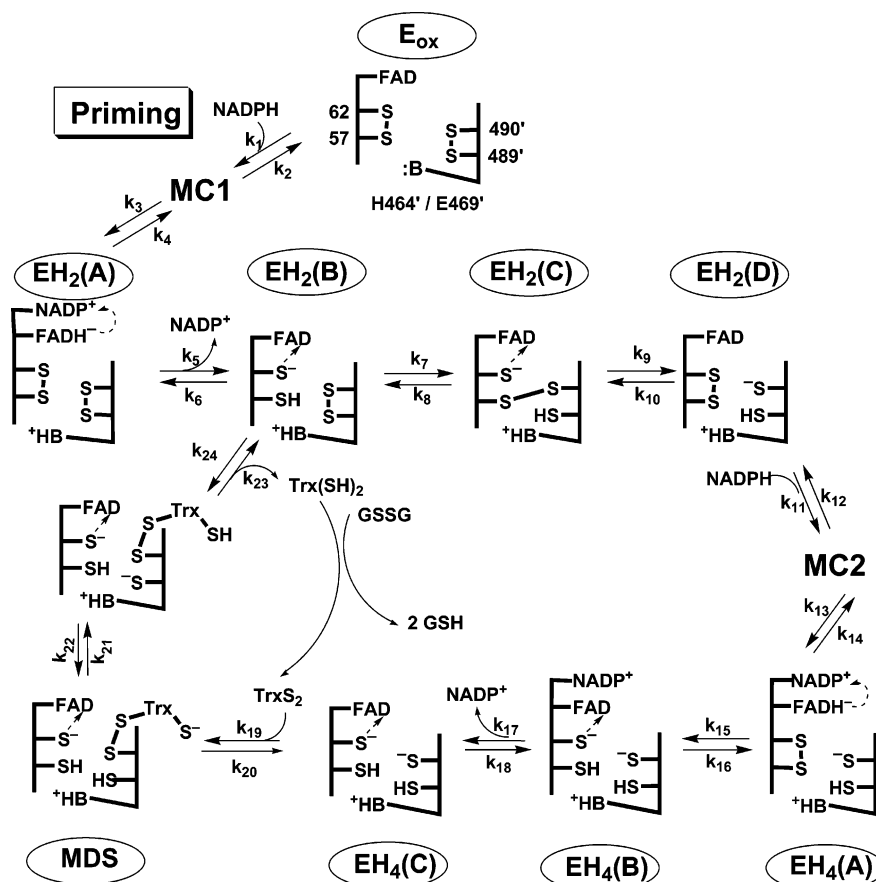 Eox
FAD
Priming
NADPH
62
S
490'
S
57
S
S
489'
k1
k2
:B
H464' / E469'
MC1
k3
k4
EH2(A)
EH2(B)
EH2(C)
EH2(D)
NADP+
FADH−
NADP+
FAD
FAD
FAD
k5
k6
k7
k8
k9
k10
S
S
S
S
+HB
S−
SH
S
S
+HB
S−
S
S
HS
+HB
S
S
−S
HS
+HB
k24
k23
Trx(SH)2
GSSG
NADPH
k11
k12
FAD
S−
SH
Trx
S
SH
S
−S
+HB
MC2
2 GSH
k13
k14
k22
k21
TrxS2
NADP+
NADP+
FAD
NADP+
FADH−
FAD
Trx
S
S−
S−
S
SH
HS
+HB
k19
k20
FAD
S−
SH
−S
HS
+HB
k17
k18
S−
SH
−S
HS
+HB
k15
k16
S
S
−S
HS
+HB
MDS
EH4(C)
EH4(B)
EH4(A)